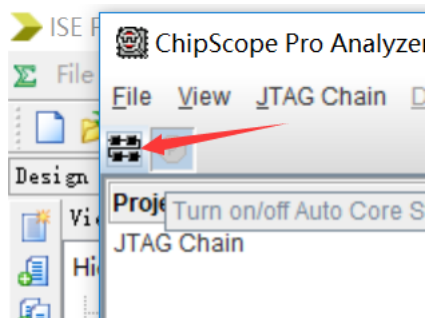 ISE
ChipScope Pro Analyzer
File
File View JTAG Chain
Design
Turn on/off Auto Core S
JTAG Chain